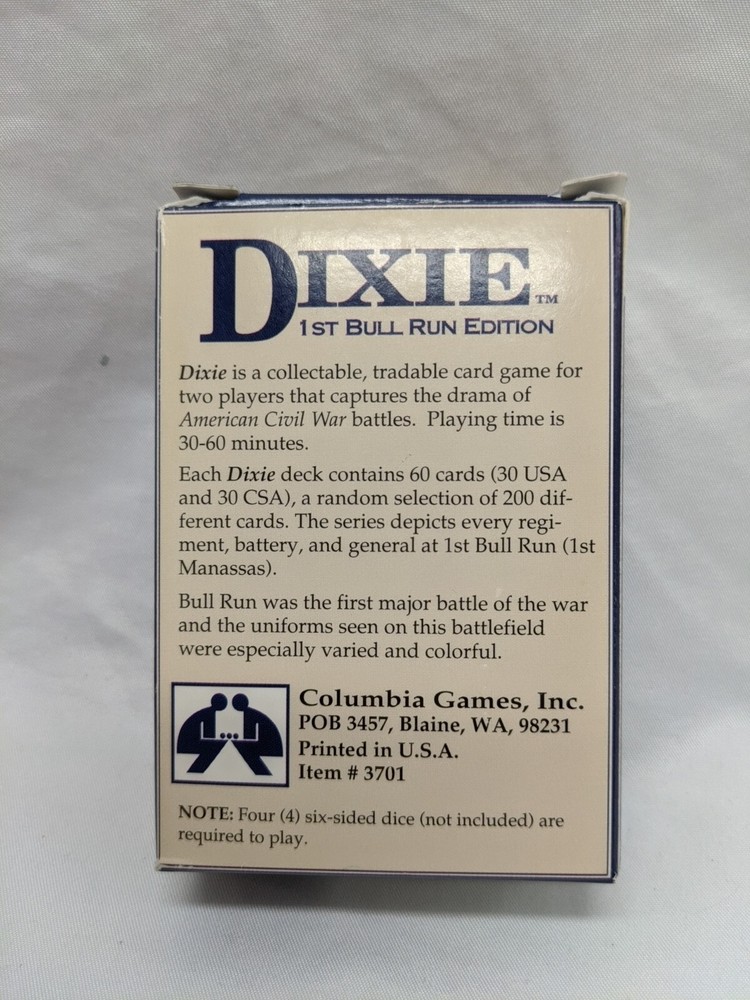 DIXIE™
1ST BULL RUN EDITION
Dixie is a collectable, tradable card game for
two players that captures the drama of
American Civil War battles. Playing time is
30-60 minutes.
Each Dixie deck contains 60 cards (30 USA
and 30 CSA), a random selection of 200 dif-
ferent cards. The series depicts every regi-
ment, battery, and general at 1st Bull Run (1st
Manassas).
Bull Run was the first major battle of the war
and the uniforms seen on this battlefield
were especially varied and colorful.
Columbia Games, Inc.
POB 3457, Blaine, WA, 98231
Printed in U.S.A.
Item # 3701
NOTE: Four (4) six-sided dice (not included) are
required to play.